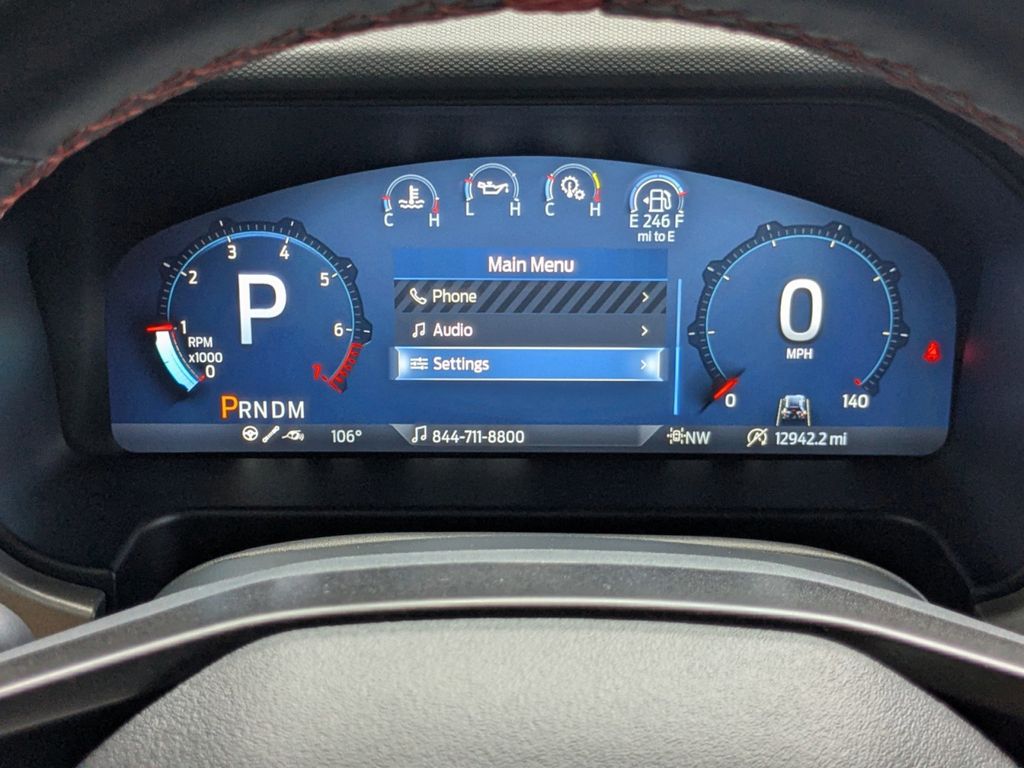 C H
L H
C H
E 246 F
mi to E
Main Menu
Phone
Audio
Settings
P
0
1
2
3
4
5
6
7
RPM
x1000
0
MPH
0
140
PRNDM
106°
844-711-8800
NW
12942.2 mi